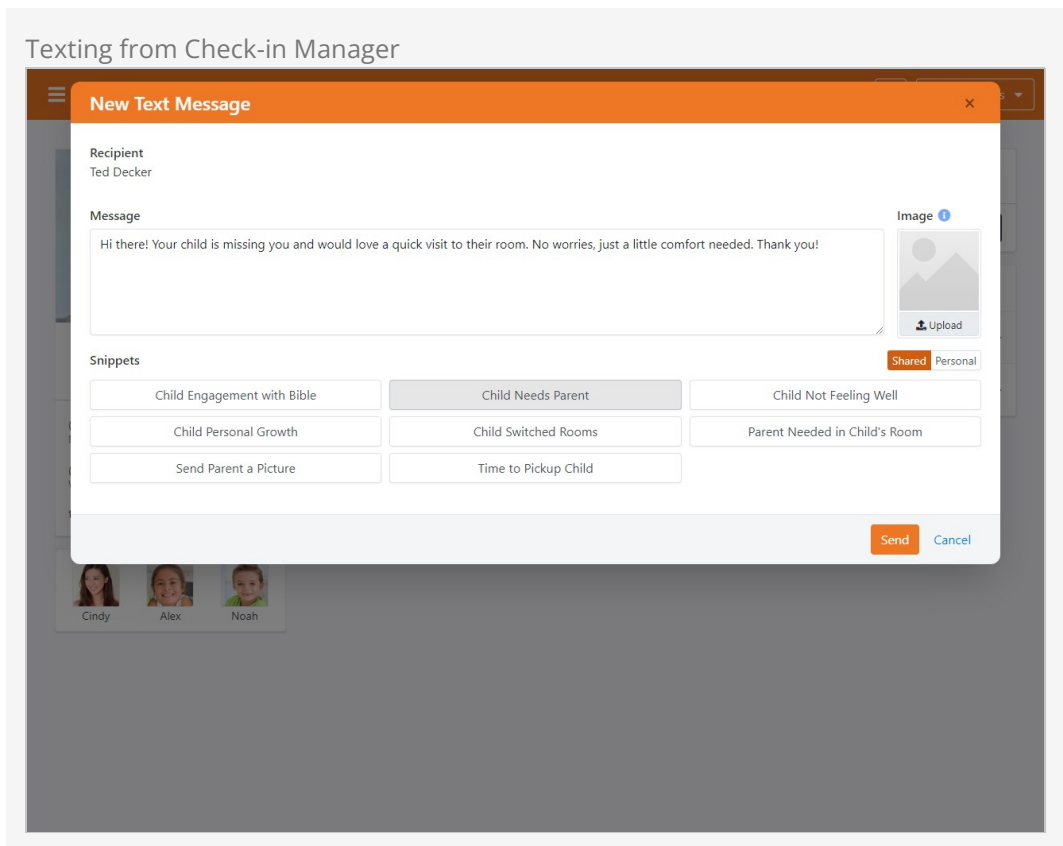 Texting from Check-in Manager
New Text Message
×
Recipient
Ted Decker
Message
Image
Hi there! Your child is missing you and would love a quick visit to their room. No worries, just a little comfort needed. Thank you!
Upload
Snippets
Shared Personal
Child Engagement with Bible
Child Needs Parent
Child Not Feeling Well
Child Personal Growth
Child Switched Rooms
Parent Needed in Child's Room
Send Parent a Picture
Time to Pickup Child
Send
Cancel
Cindy
Alex
Noah